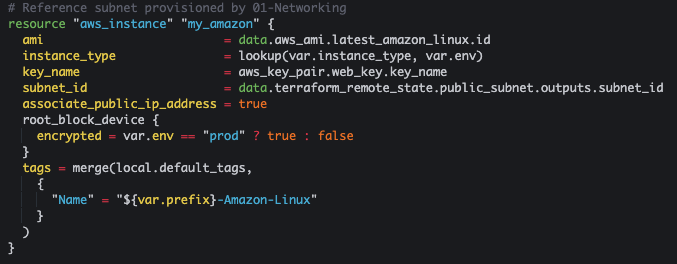 # Reference subnet provisioned by 01-Networking
resource "aws_instance" "my_amazon" {
  ami                         = data.aws_ami.latest_amazon_linux.id
  instance_type               = lookup(var.instance_type, var.env)
  key_name                    = aws_key_pair.web_key.key_name
  subnet_id                   = data.terraform_remote_state.public_subnet.outputs.subnet_id
  associate_public_ip_address = true
  root_block_device {
    encrypted = var.env == "prod" ? true : false
  }
  tags = merge(local.default_tags,
    {
      "Name" = "${var.prefix}-Amazon-Linux"
    }
  )
}